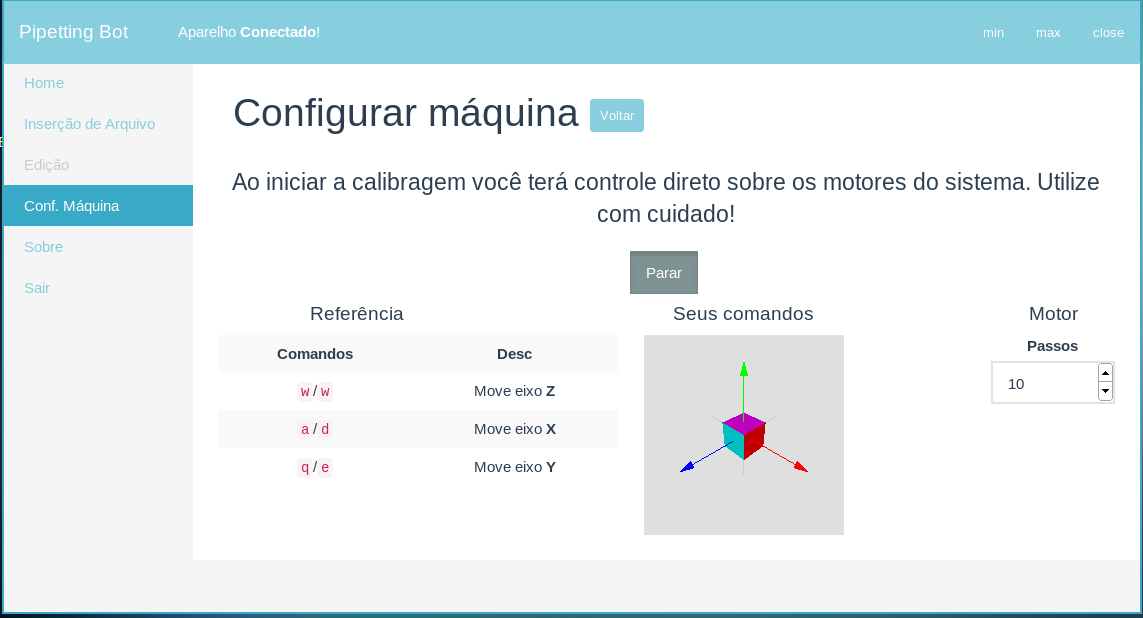 Pipetting Bot
Aparelho Conectado!
min max close
Home
Inserção de Arquivo
Edição
Conf. Máquina
Sobre
Sair
Configurar máquina Voltar
Ao iniciar a calibragem você terá controle direto sobre os motores do sistema. Utilize
com cuidado!
Parar
Referência
Comandos Desc
w / w Move eixo Z
a / d Move eixo X
q / e Move eixo Y
Seus comandos
Motor
Passos
10